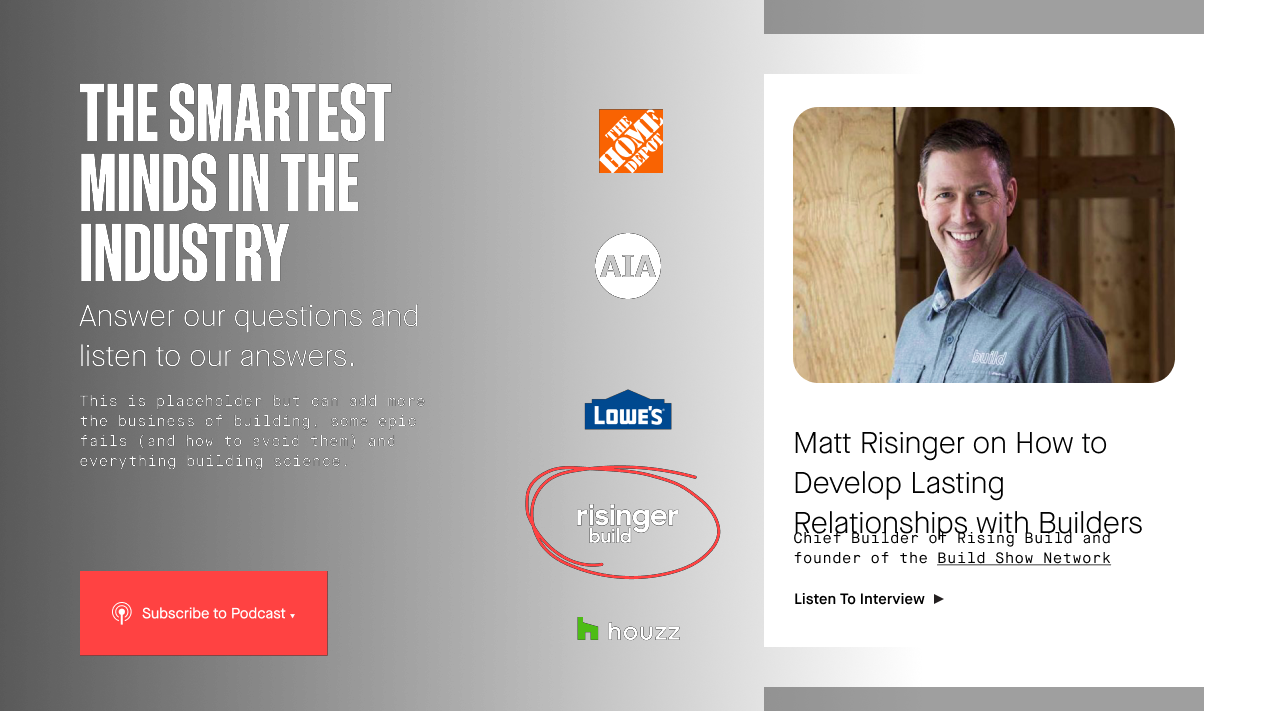 THE SMARTEST
MINDS IN THE
INDUSTRY
Answer our questions and
listen to our answers.
This is placeholder but can add more
the business of building, some epic
fails (and how to avoid them) and
everything building science.
Subscribe to Podcast
THE
HOME
DEPOT
AIA
LOWE'S
risinger
build
houzz
build
Matt Risinger on How to
Develop Lasting
Relationships with Builders
Chief Builder of Rising Build and
founder of the Build Show Network
Listen To Interview